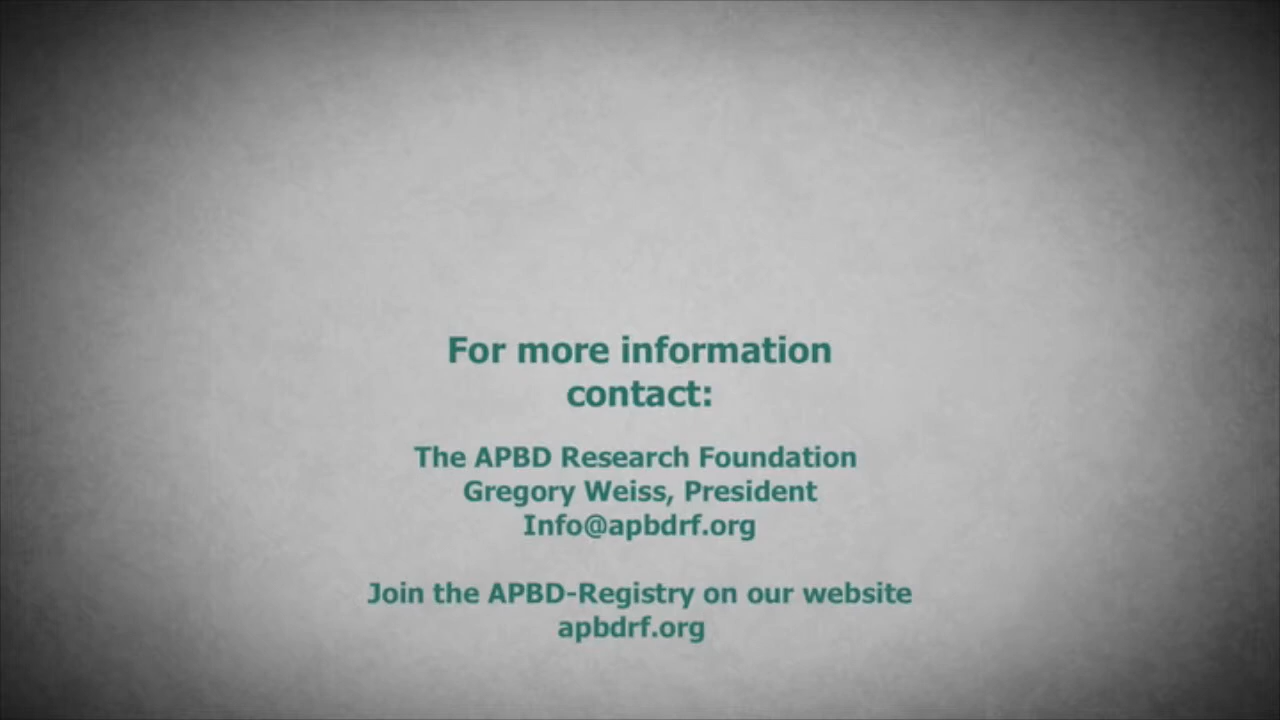 For more information
contact:
The APBD Research Foundation
Gregory Weiss, President
Info@apbdrf.org
Join the APBD-Registry on our website
apbdrf.org